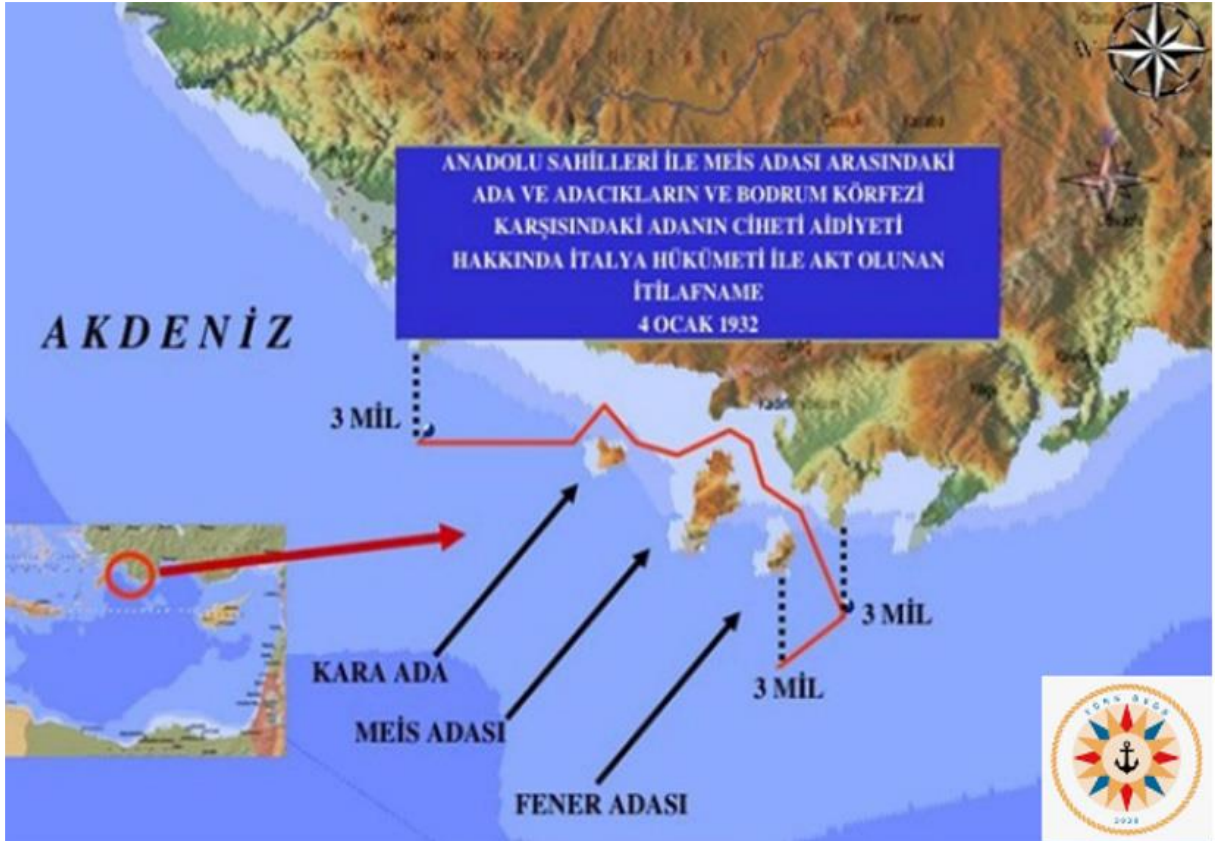 W
S
ANADOLU SAHİLLERİ İLE MEİS ADASI ARASINDAKİ
ADA VE ADACIKLARIN VE BODRUM KÖRFEZİ
KARŞISINDAKİ ADANIN CİHETİ AİDİYETİ
HAKKINDA İTALYA HÜKÜMETİ İLE AKT OLUNAN
İTİLAFNAME
4 OCAK 1932
AKDENİZ
3 MİL
3 MİL
3 MİL
KARA ADA
MEİS ADASI
FENER ADASI